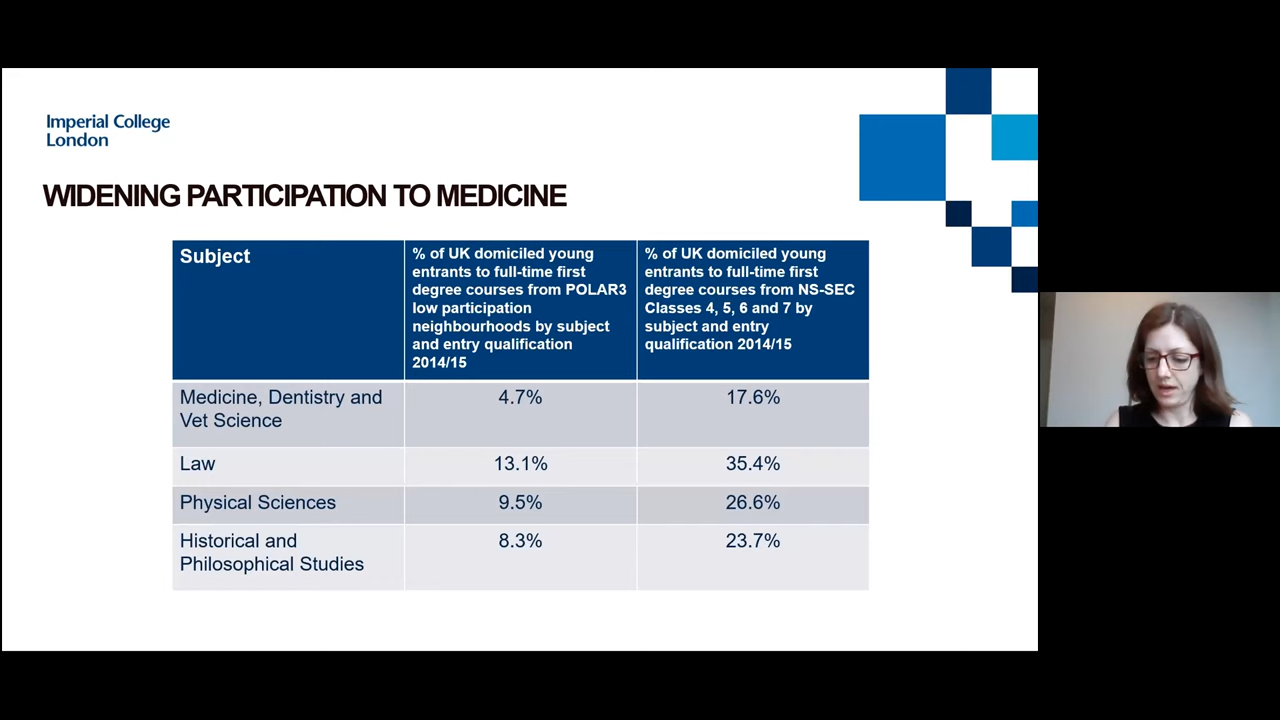 Imperial College
London
WIDENING PARTICIPATION TO MEDICINE
Subject
% of UK domiciled young
entrants to full-time first
degree courses from POLAR3
low participation
neighbourhoods by subject
and entry qualification
2014/15
% of UK domiciled young
entrants to full-time first
degree courses from NS-SEC
Classes 4, 5, 6 and 7 by
subject and entry
qualification 2014/15
Medicine, Dentistry and
Vet Science
4.7%
17.6%
Law
13.1%
35.4%
Physical Sciences
9.5%
26.6%
Historical and
Philosophical Studies
8.3%
23.7%